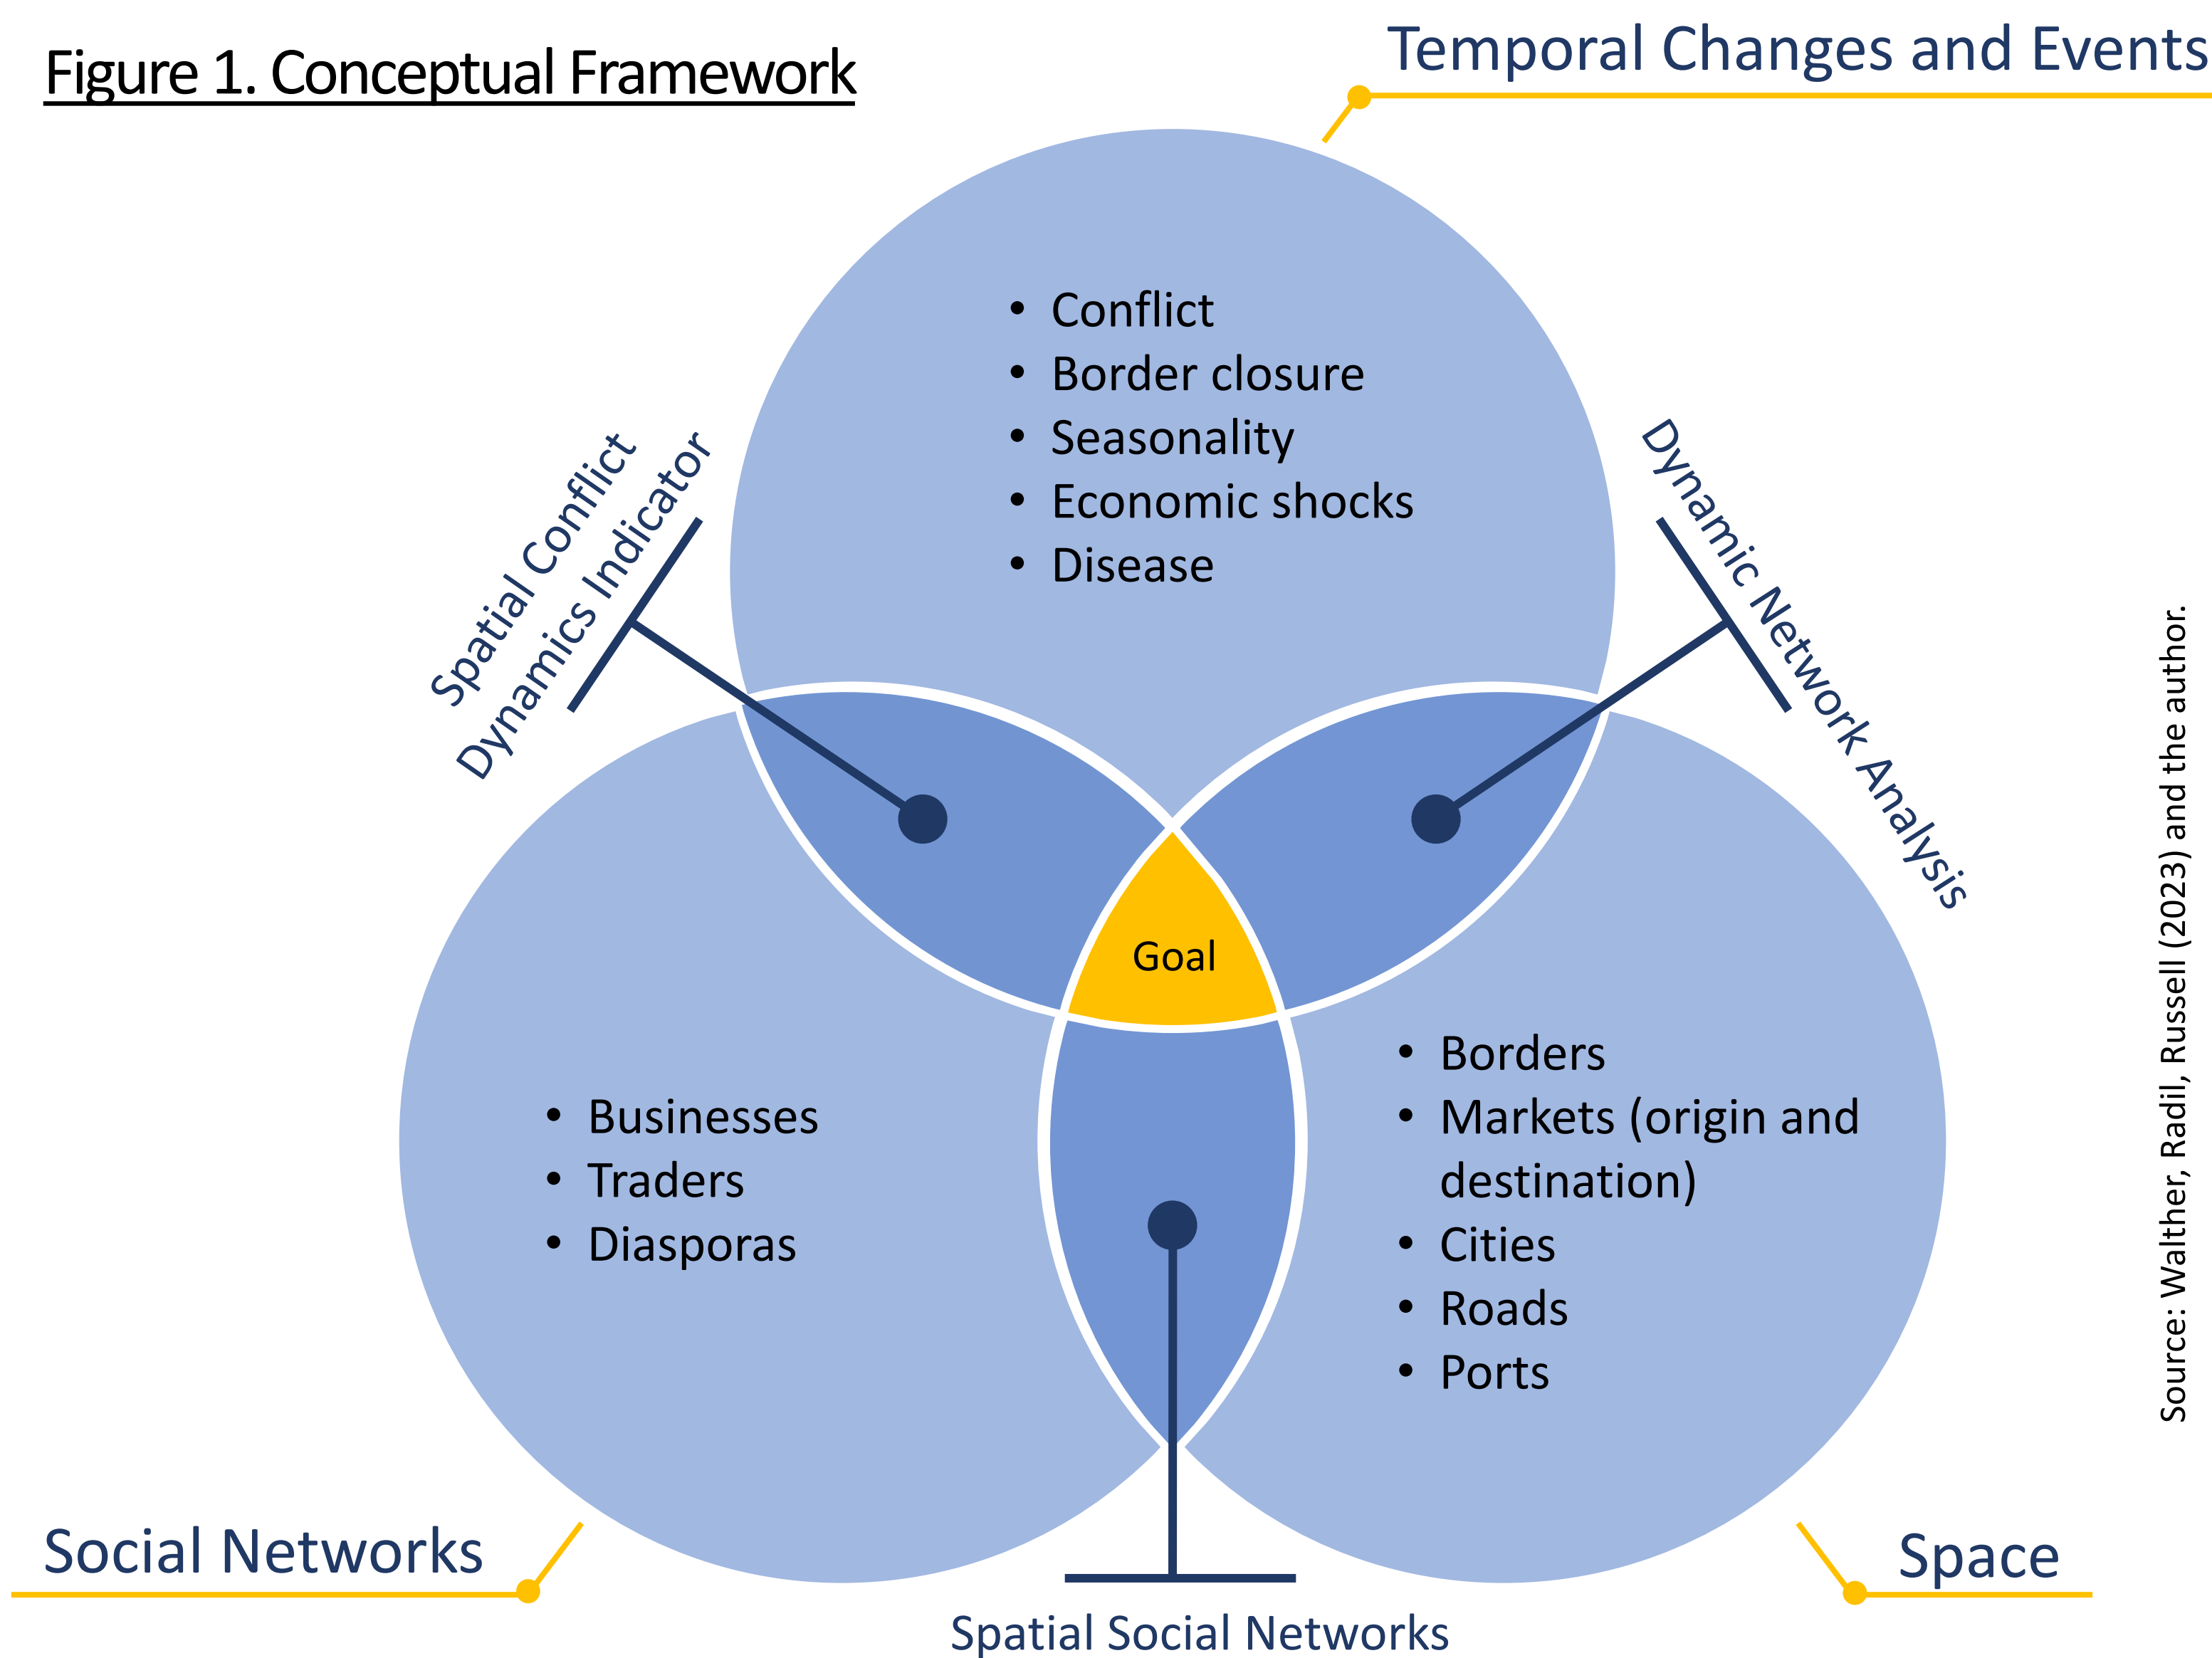 Figure 1. Conceptual Framework
Temporal Changes and Events
• Conflict
• Border closure
• Seasonality
• Economic shocks
• Disease
Spatial Conflict
Dynamics Indicator
Dynamic Network Analysis
Goal
• Businesses
• Traders
• Diasporas
• Borders
• Markets (origin and
destination)
• Cities
• Roads
• Ports
Social Networks
Space
Spatial Social Networks
Source: Walther, Radil, Russell (2023) and the author.